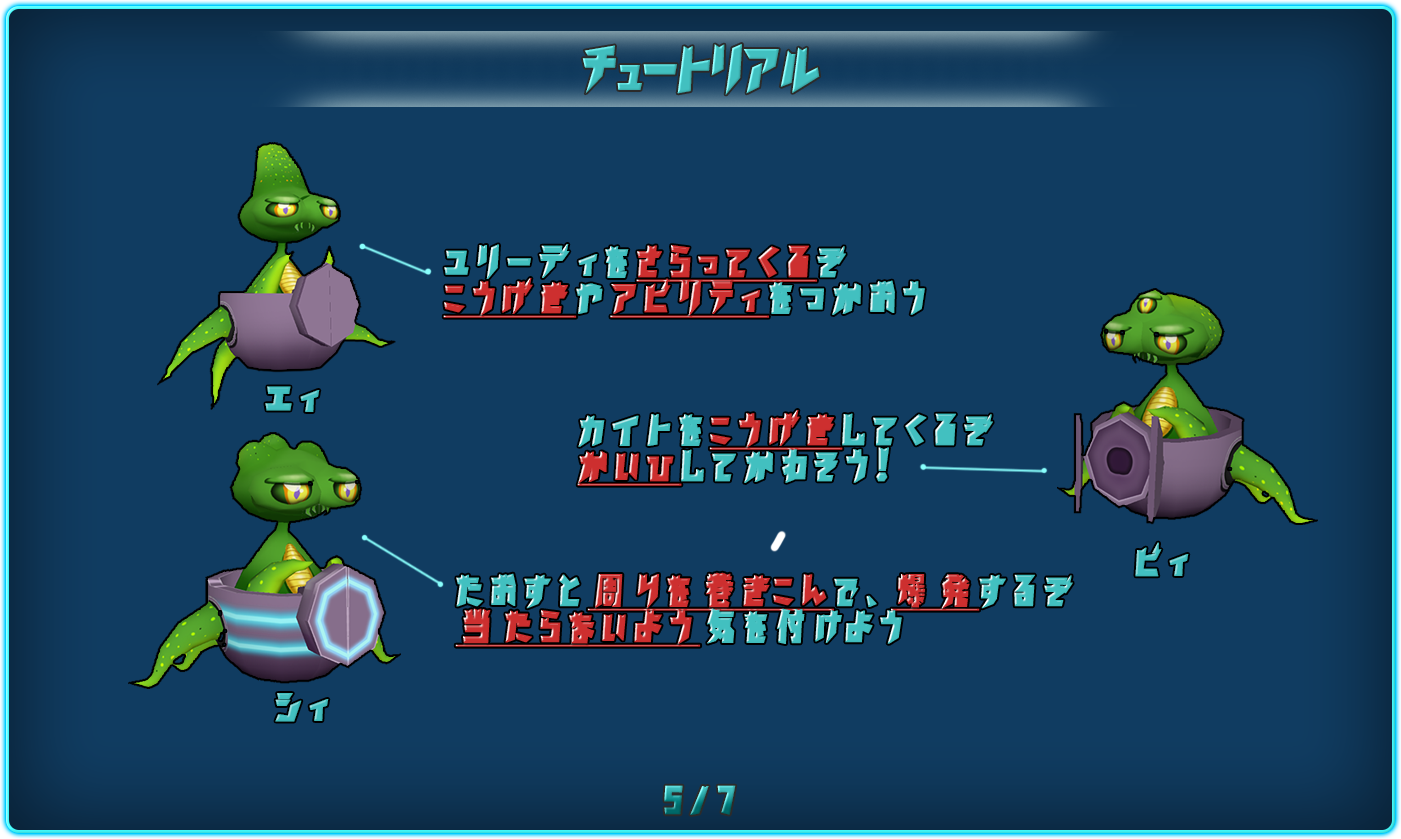 チュートリアル
ユリーディをさらってくるぞ
こうげきやアビリティをつかおう
エィ
カイトをこうげきしてくるぞ
かいひしてかわそう!
ビィ
たおすと周りを巻きこんで、爆発するぞ
当たらないよう気を付けよう
シィ
5/7